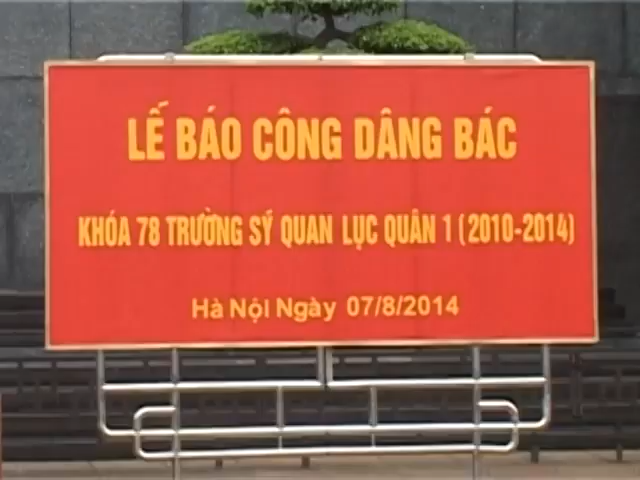 LỄ BÁO CÔNG DÂNG BÁC
KHÓA 78 TRƯỜNG SỸ QUAN LỤC QUÂN 1 (2010-2014)
Hà Nội Ngày 07/8/2014